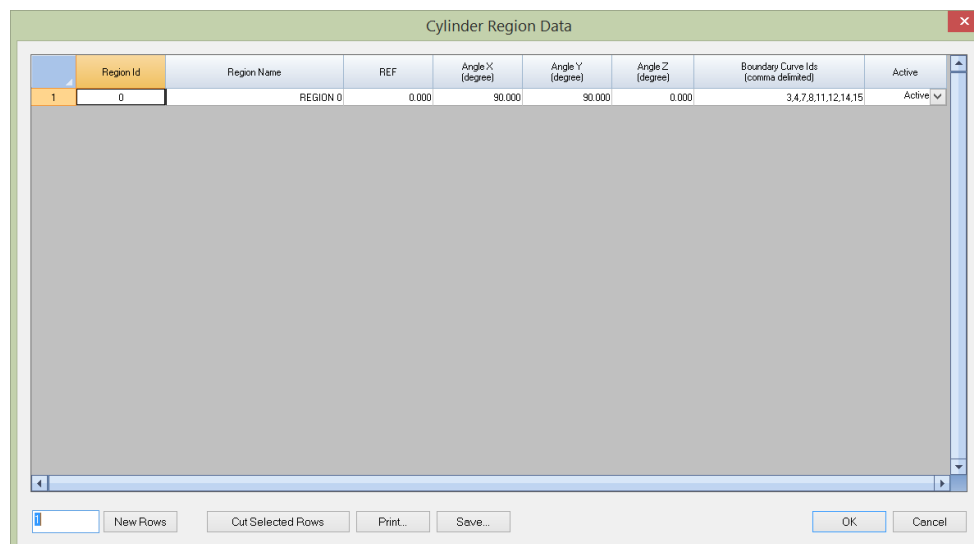 Cylinder Region Data
Region Id Region Name REF Angle X (degree) Angle Y (degree) Angle Z (degree) Boundary Curve Ids (comma delimited) Active
1 0 REGION 0 0.000 90.000 90.000 0.000 3,4,7,8,11,12,14,15 Active
1 New Rows Cut Selected Rows Print... Save... OK Cancel